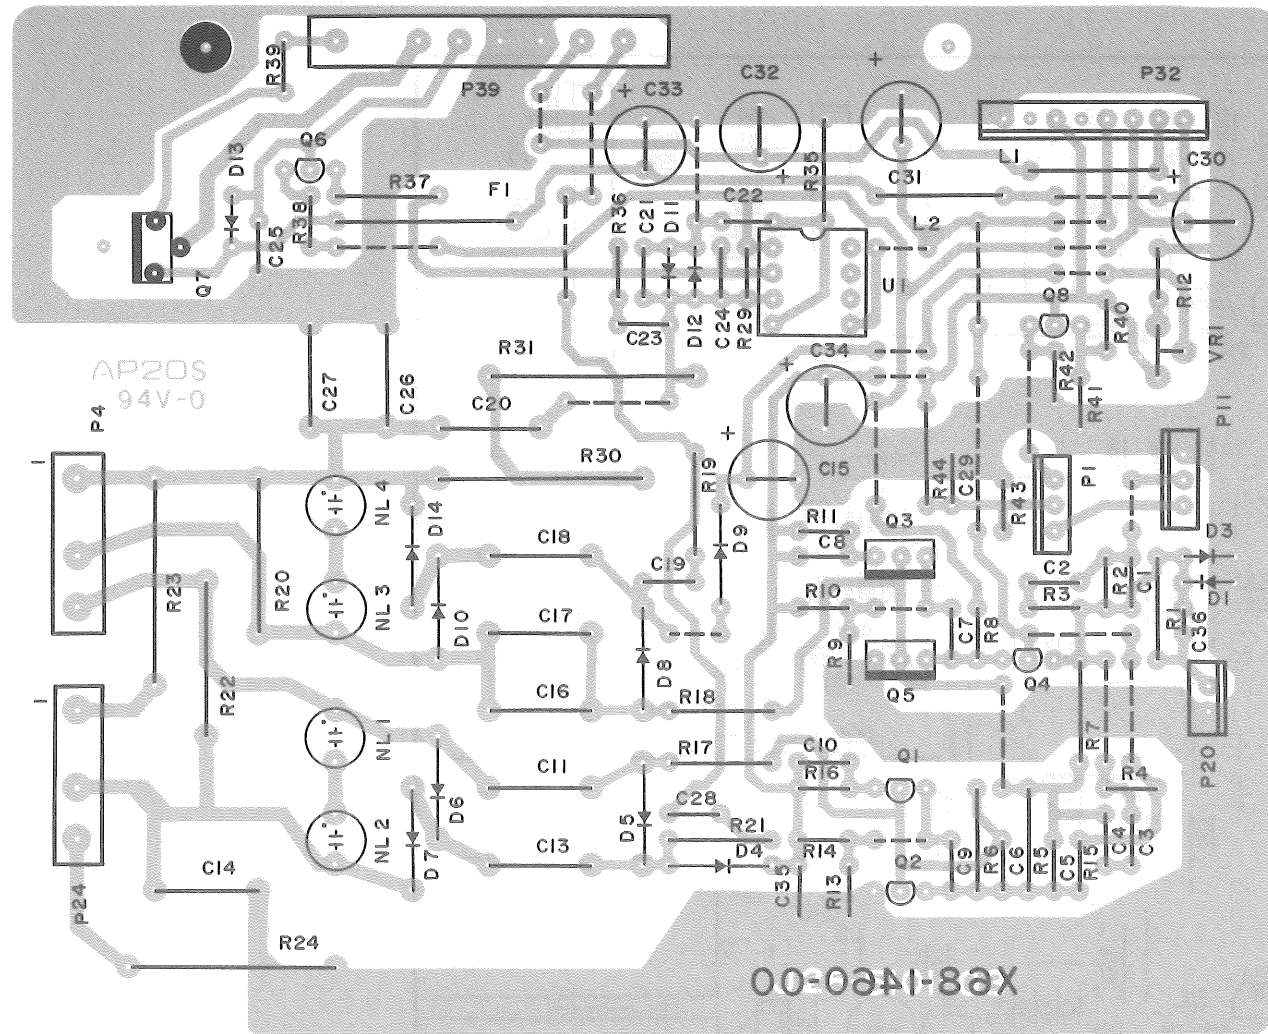 R39
P39
+ C33
C32
+
P32
D13
Q6
R37
F1
R35
+
C31
L1
C30
+
R38
C25
Q7
R36
C21
D11
C22
L2
U1
R12
C23
D12
C24
R29
Q8
R40
VR1
AP20S
94V-0
C27
C26
R31
C34
+
R42
R41
P11
P4
-
C20
R30
R19
+
C15
R44
C29
R43
P1
NL4
D14
C18
D9
R11
C8
Q3
D3
R23
R20
NL3
D10
C17
C19
R10
C2
R3
R2
C1
D1
R1
C36
D8
R9
C7
R8
Q4
Q5
-
R22
C16
R18
NL1
R17
C10
R16
Q1
R7
P20
C11
D6
D5
C28
R21
R4
NL2
D7
C13
D4
R14
Q2
C9
R6
C6
R5
C5
R15
C4
C3
C14
P24
C35
R13
R24
X68-1460-00